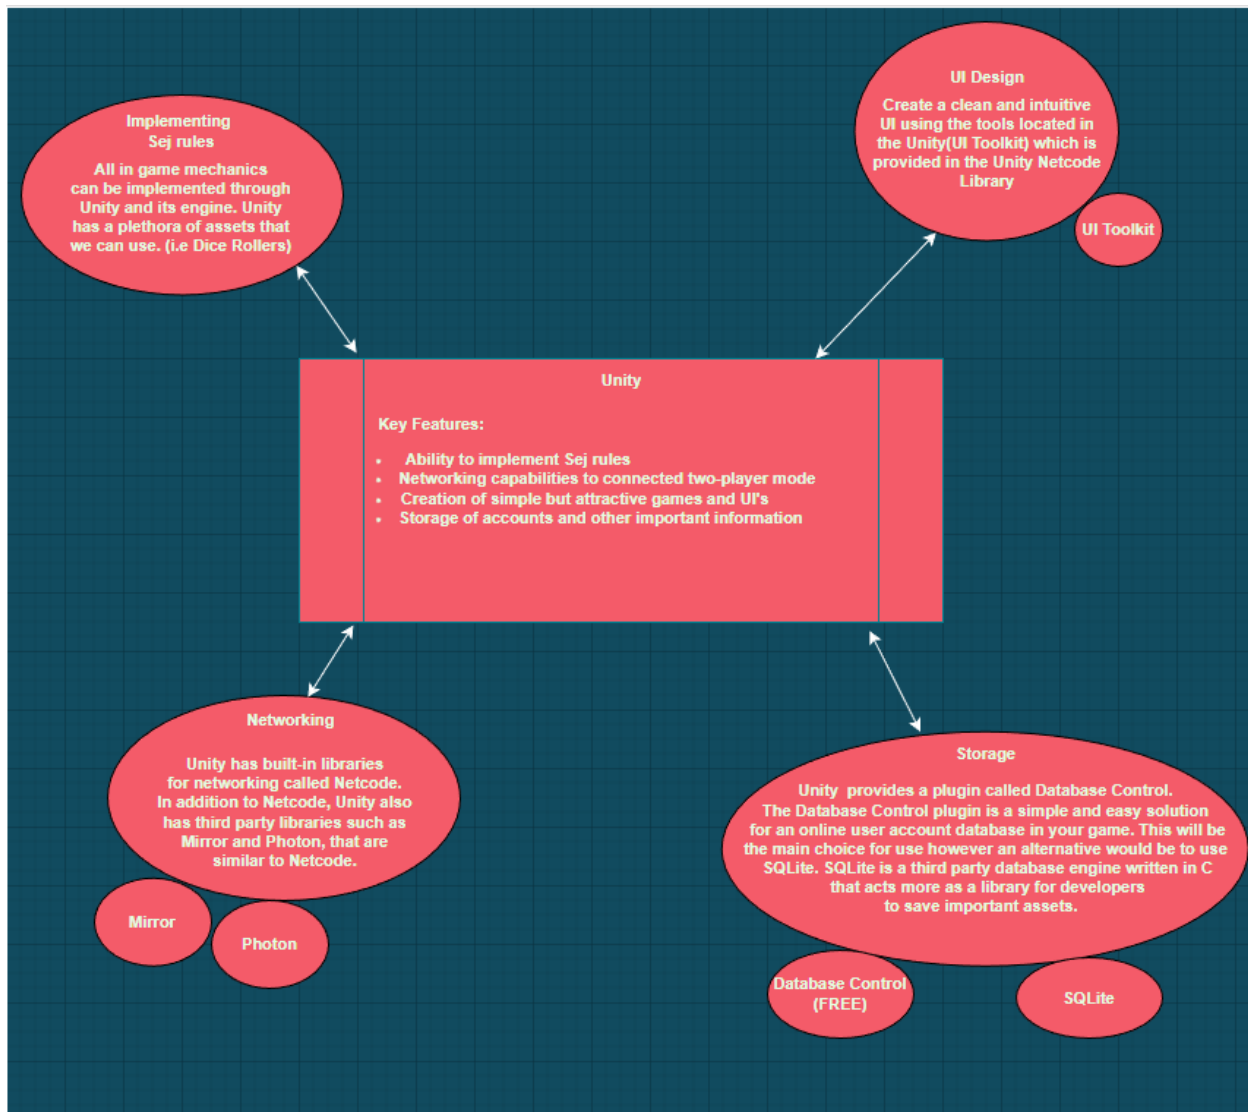 Implementing
Sej rules
All in game mechanics
can be implemented through
Unity and its engine. Unity
has a plethora of assets that
we can use. (i.e Dice Rollers)
UI Design
Create a clean and intuitive
UI using the tools located in
the Unity(UI Toolkit) which is
provided in the Unity Netcode
Library
UI Toolkit
Unity
Key Features:
• Ability to implement Sej rules
• Networking capabilities to connected two-player mode
• Creation of simple but attractive games and UI's
• Storage of accounts and other important information
Networking
Unity has built-in libraries
for networking called Netcode.
In addition to Netcode, Unity also
has third party libraries such as
Mirror and Photon, that are
similar to Netcode.
Mirror
Photon
Storage
Unity provides a plugin called Database Control.
The Database Control plugin is a simple and easy solution
for an online user account database in your game. This will be
the main choice for use however an alternative would be to use
SQLite. SQLite is a third party database engine written in C
that acts more as a library for developers
to save important assets.
Database Control
(FREE)
SQLite